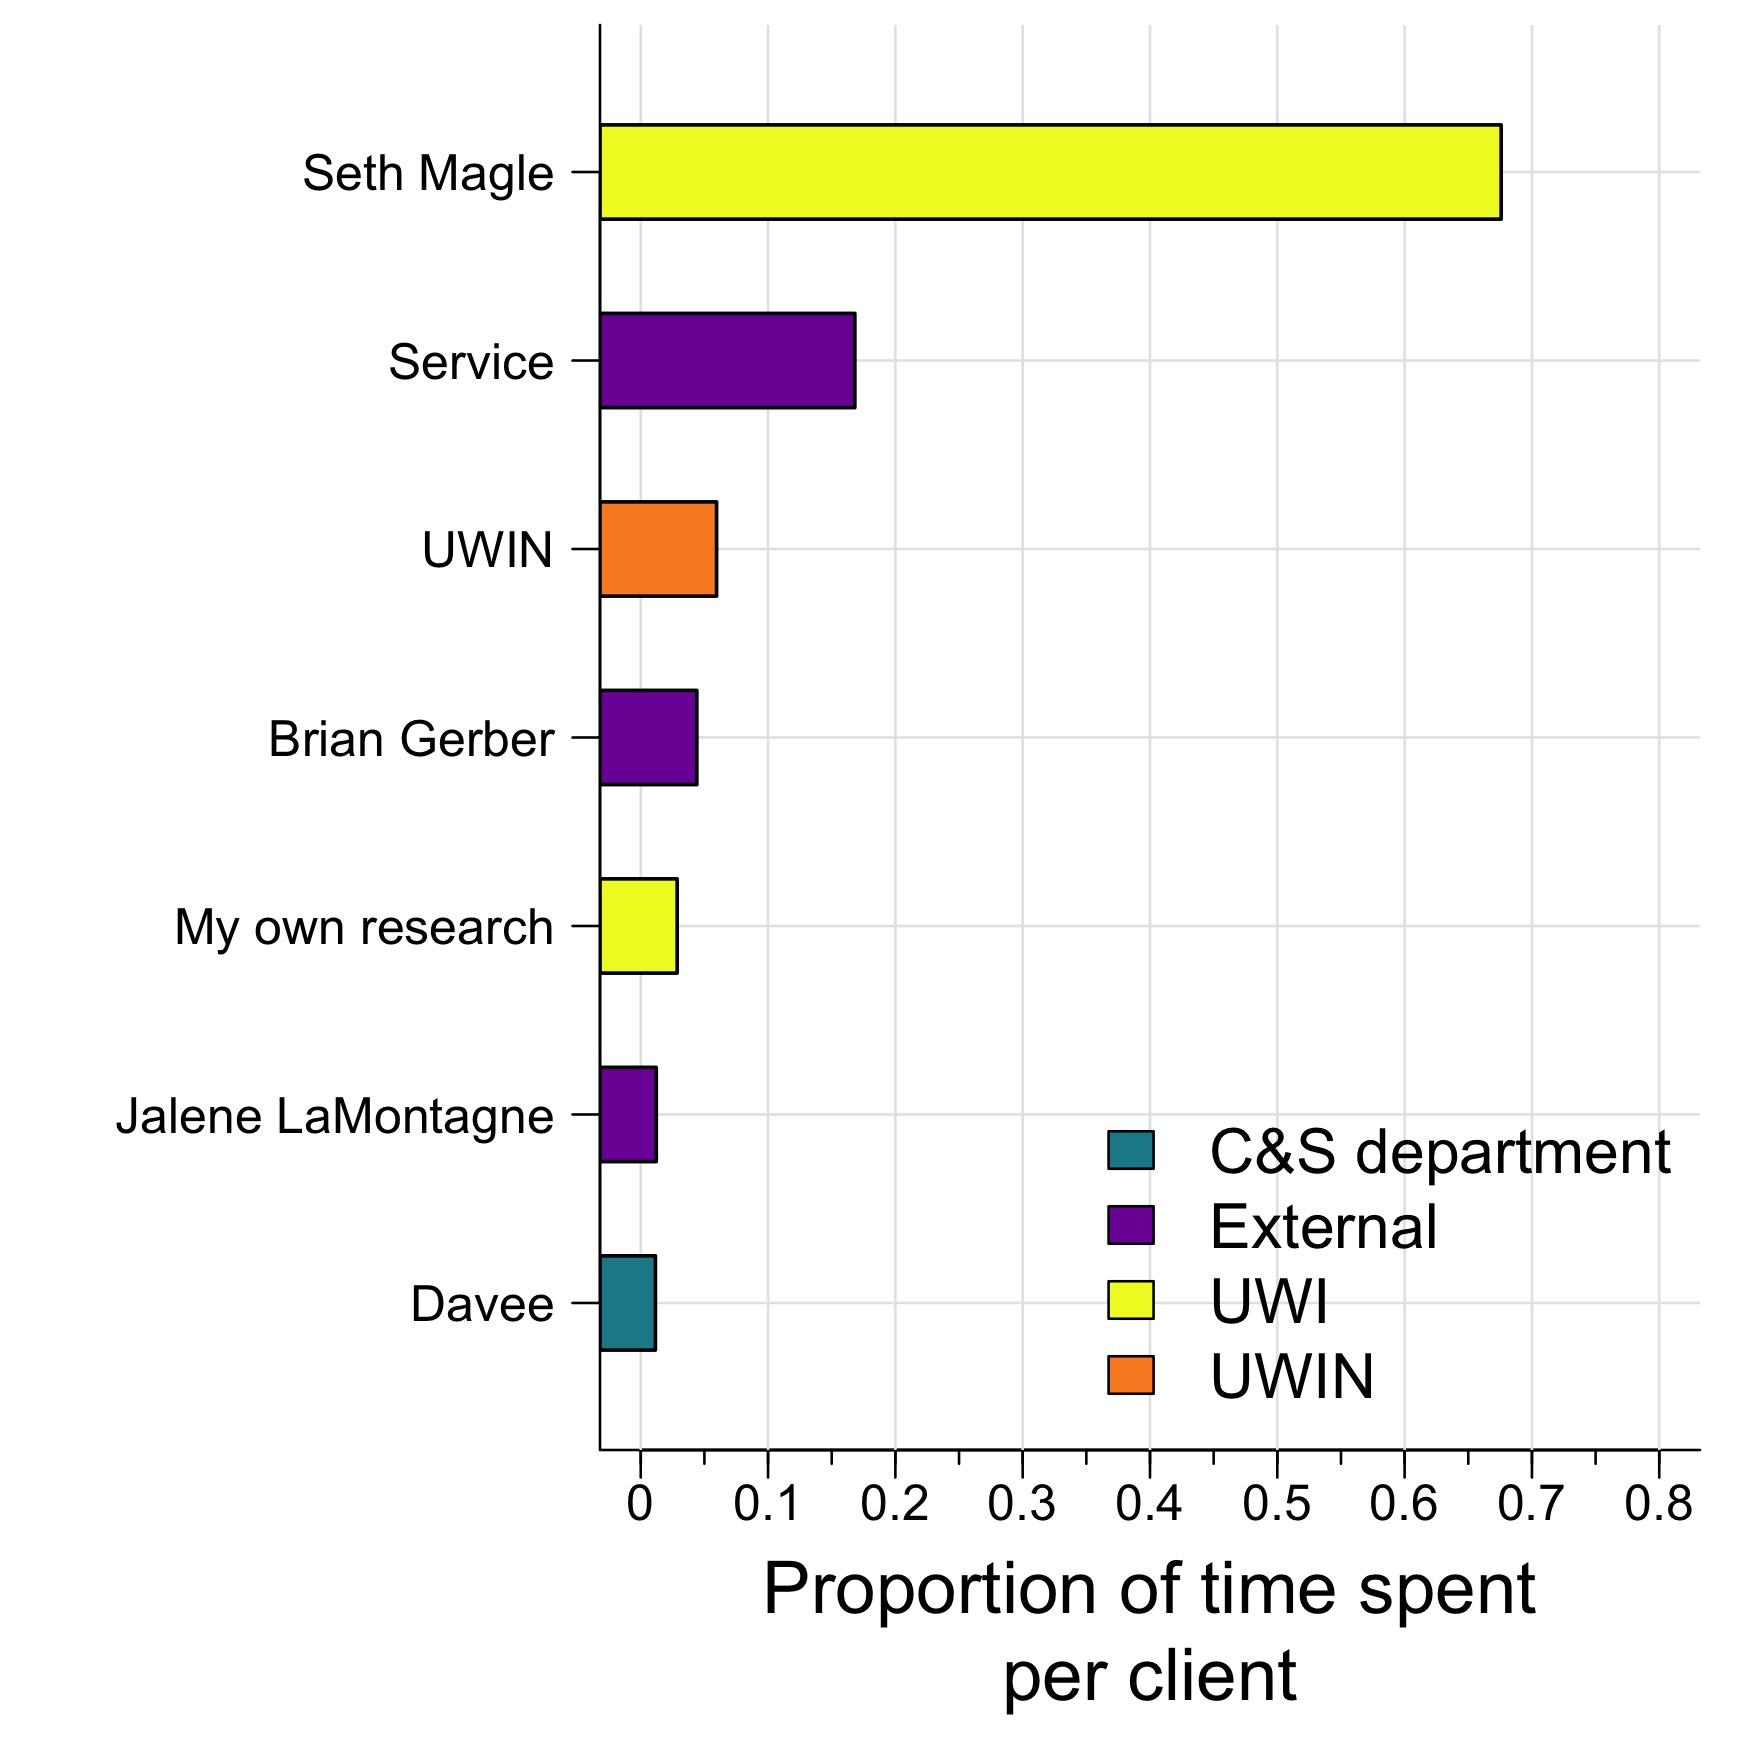 Seth Magle
Service
UWIN
Brian Gerber
My own research
Jalene LaMontagne
Davee
C&S department
External
UWI
UWIN
0 0.1 0.2 0.3 0.4 0.5 0.6 0.7 0.8
Proportion of time spent
per client